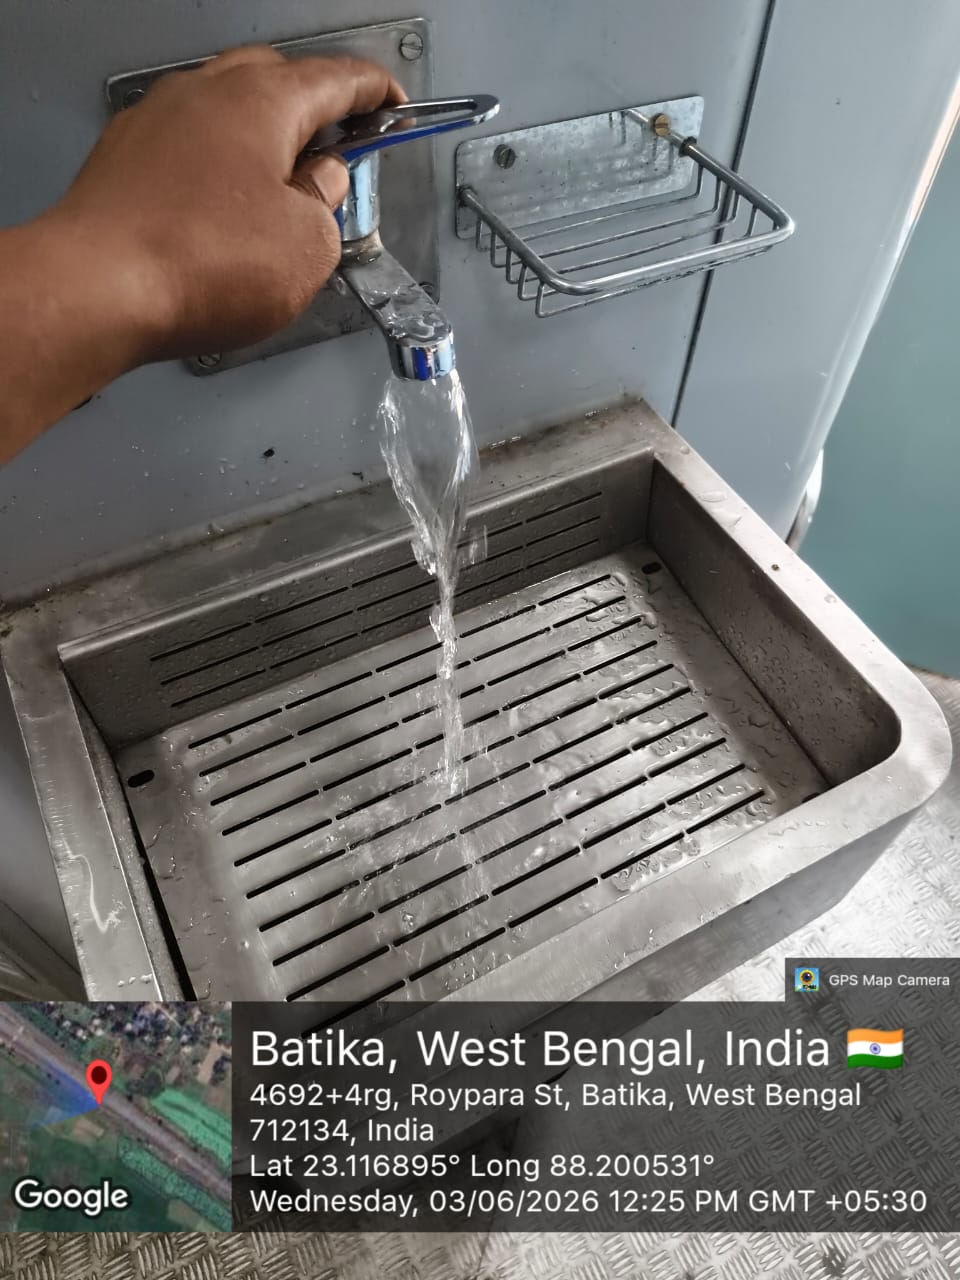 GPS Map Camera
Batika, West Bengal, India 🇮🇳
4692+4rg, Roypara St, Batika, West Bengal
712134, India
Lat 23.116895° Long 88.200531°
Wednesday, 03/06/2026 12:25 PM GMT +05:30
Google